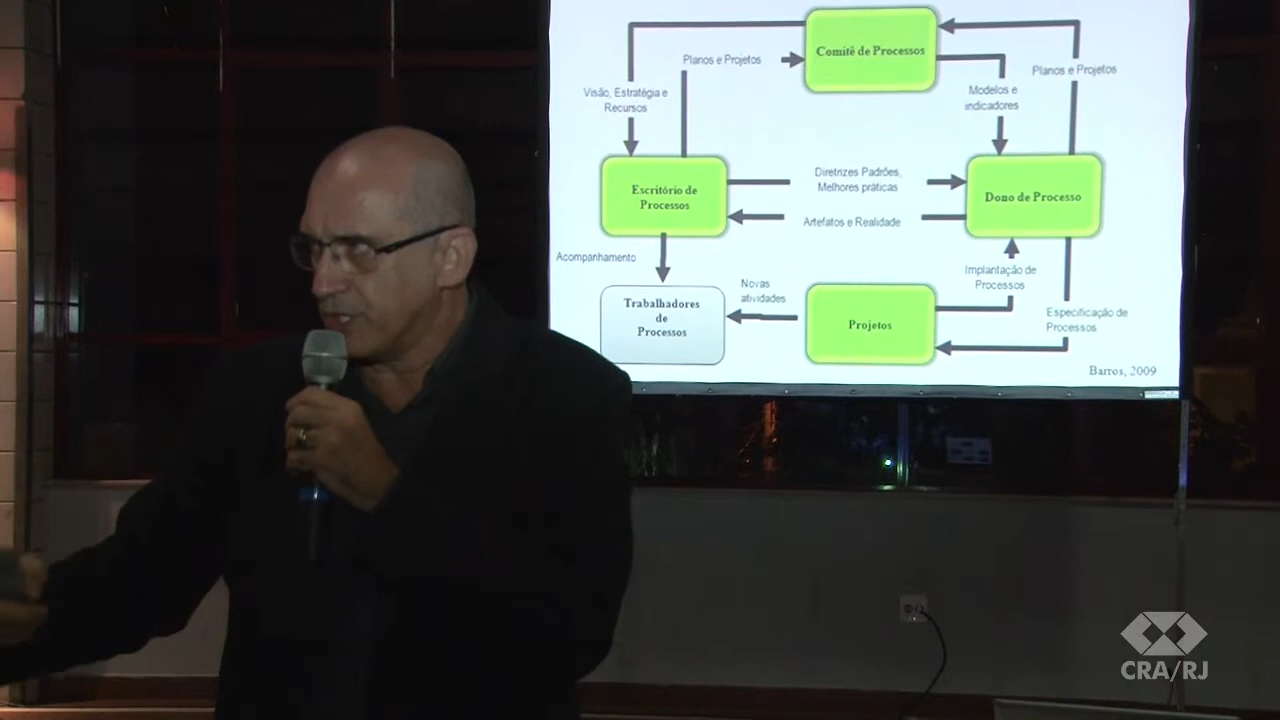 Comitê de Processos
Planos e Projetos
Planos e Projetos
Visão, Estratégia e
Recursos
Modelos e
indicadores
Escritório de
Processos
Diretrizes Padrões,
Melhores práticas
Artefatos e Realidade
Dono de Processo
Acompanhamento
Novas
atividades
Implantação de
Processos
Trabalhadores
de
Processos
Projetos
Especificação de
Processos
Barros, 2009
CRA/RJ